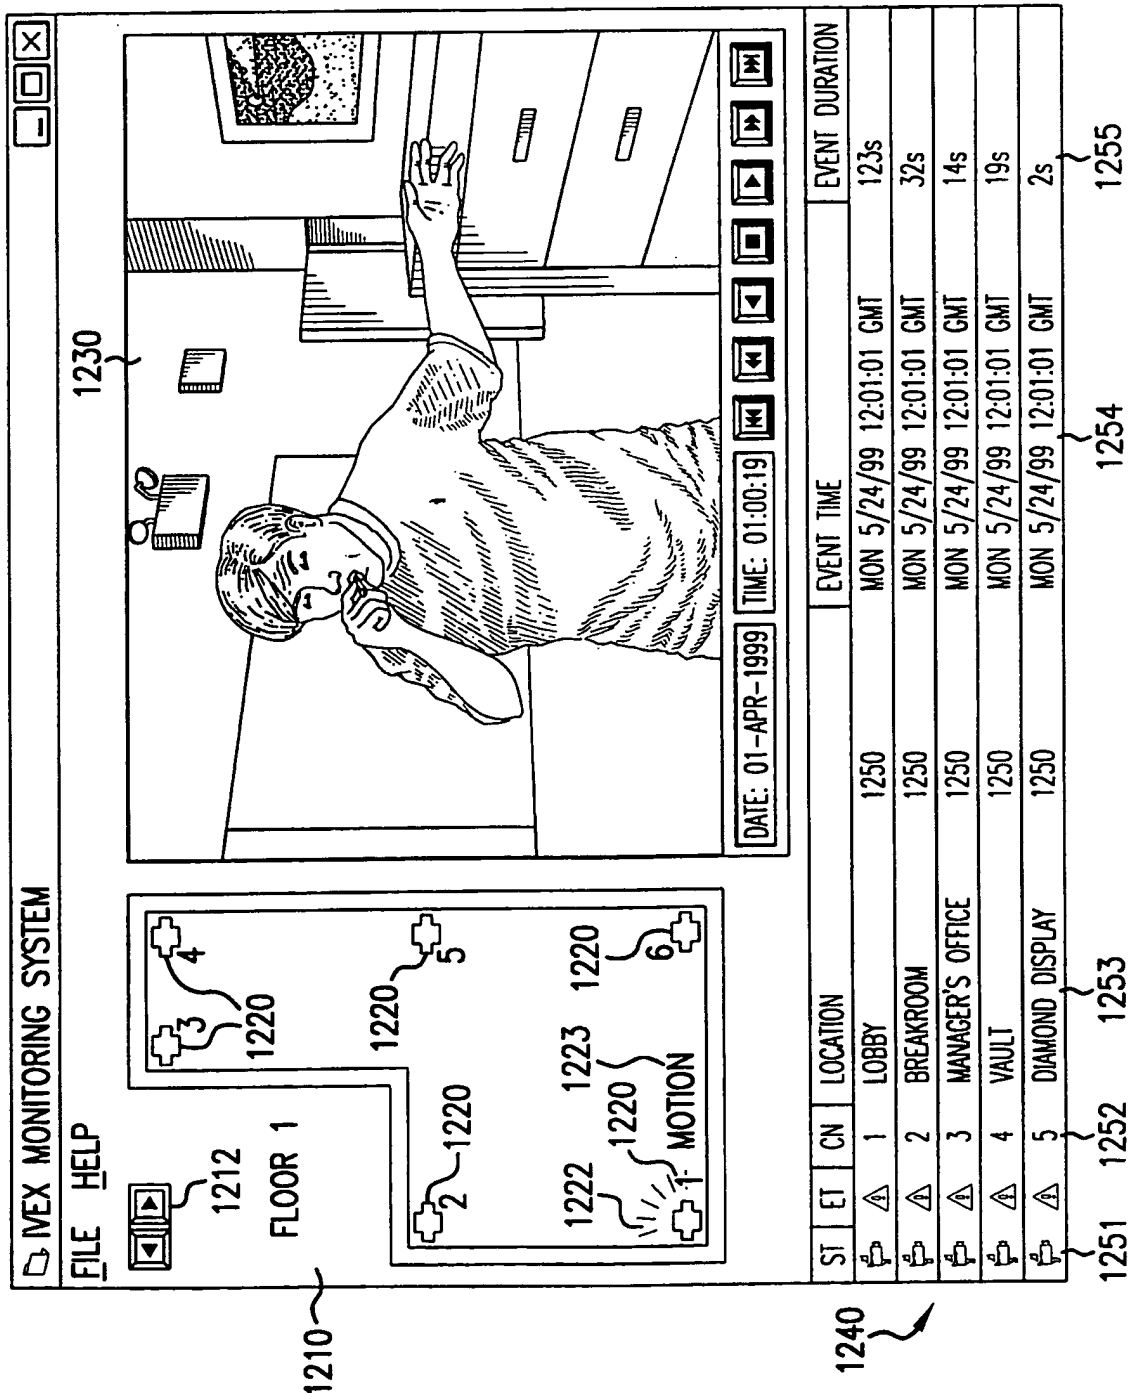 IVEX MONITORING SYSTEM
FILE HELP
1212
FLOOR 1
1210
3
4
1220
1220
5
2
1220
1220
6
1222
1223
1220
1 MOTION
1230
DATE: 01-APR-1999 TIME: 01:00:19
ST ET CN LOCATION EVENT TIME EVENT DURATION
1 LOBBY 1250 MON 5/24/99 12:01:01 GMT 123s
2 BREAKROOM 1250 MON 5/24/99 12:01:01 GMT 32s
3 MANAGER'S OFFICE 1250 MON 5/24/99 12:01:01 GMT 14s
4 VAULT 1250 MON 5/24/99 12:01:01 GMT 19s
5 DIAMOND DISPLAY 1250 MON 5/24/99 12:01:01 GMT 2s
1240
1251 1252 1253 1254 1255